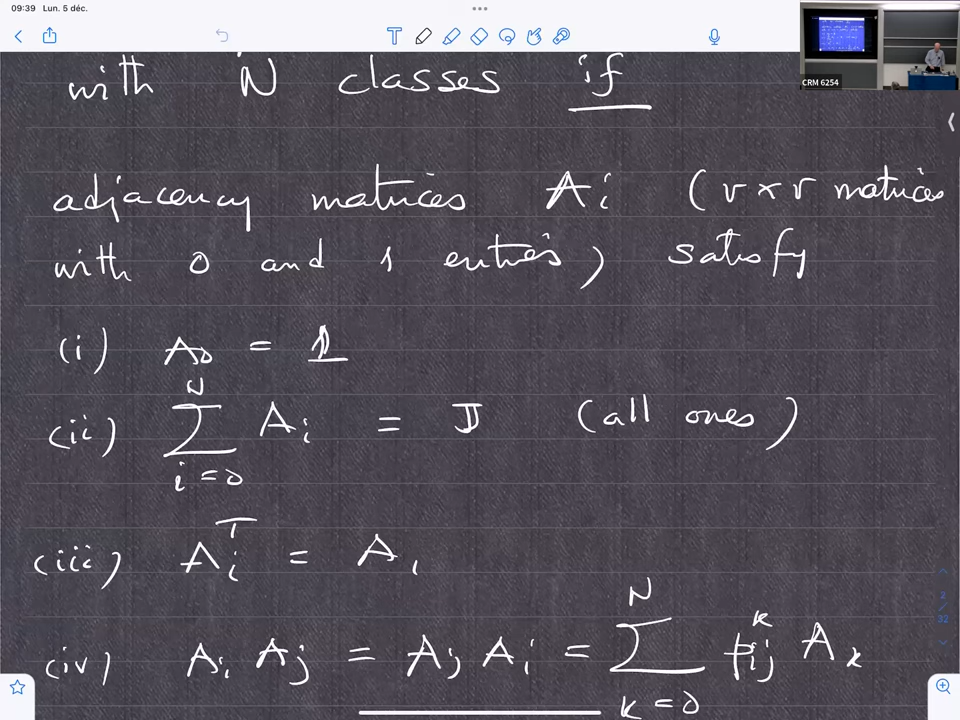 09:39 Lun. 5 déc.
CRM 6254
with N classes if
adjacency matrices A_i (v × v matrices
with 0 and 1 entries) satisfy
(i) A_0 = 1
(ii) \sum_{i=0}^{N} A_i = J (all ones)
(iii) A_i^T = A_i
(iv) A_i A_j = A_j A_i = \sum_{k=0}^{N} p_{ij}^k A_k
2 / 32